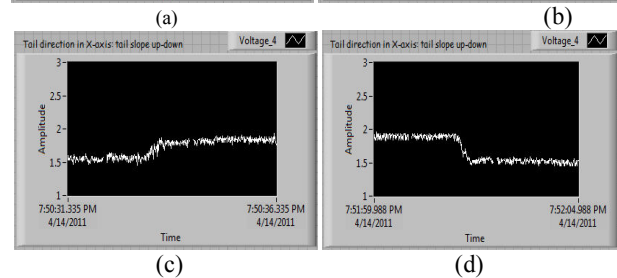 (a) (b)
Tail direction in X-axis: tail slope up-down Voltage_4
3
2.5
2
1.5
1
Amplitude
7:50:31.335 PM 7:50:36.335 PM
4/14/2011 4/14/2011
Time
(c)
Tail direction in X-axis: tail slope up-down Voltage_4
3
2.5
2
1.5
1
Amplitude
7:51:59.988 PM 7:52:04.988 PM
4/14/2011 4/14/2011
Time
(d)